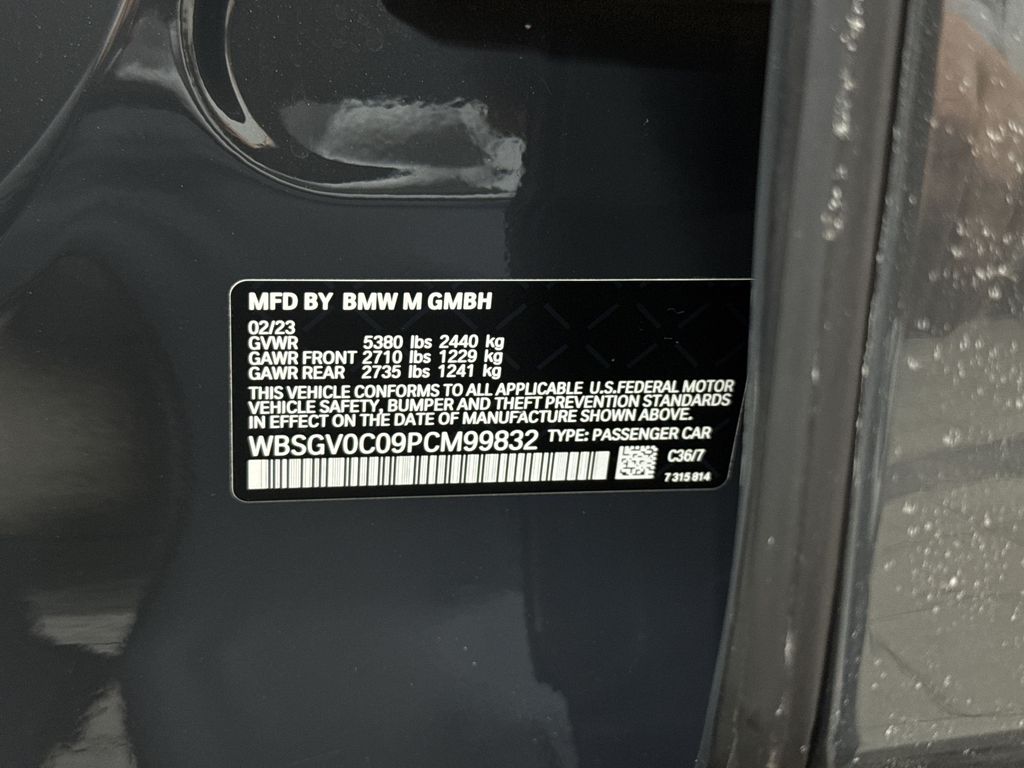 MFD BY BMW M GMBH
02/23
GVWR 5380 lbs 2440 kg
GAWR FRONT 2710 lbs 1229 kg
GAWR REAR 2735 lbs 1241 kg
THIS VEHICLE CONFORMS TO ALL APPLICABLE U.S.FEDERAL MOTOR
VEHICLE SAFETY, BUMPER AND THEFT PREVENTION STANDARDS
IN EFFECT ON THE DATE OF MANUFACTURE SHOWN ABOVE.
WBSGV0C09PCM99832 TYPE: PASSENGER CAR
C36/7
7 315 814